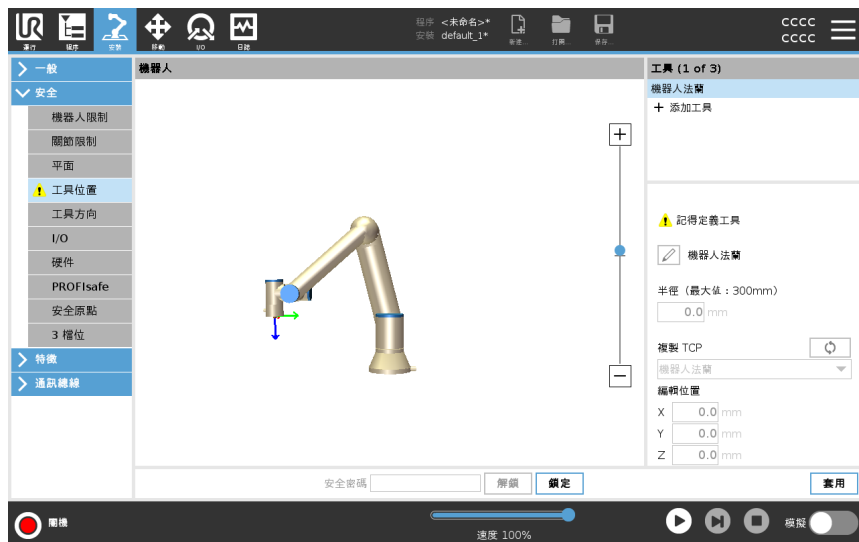 程序 <未命名>*
安裝 default_1*
CCCC
CCCC
運行 程序 安裝 移動 I/O 日誌 新建... 打開... 保存...
一般
安全
機器人限制
關節限制
平面
工具位置
工具方向
I/O
硬件
PROFIsafe
安全原點
3 檔位
特徵
通訊總線
機器人
工具 (1 of 3)
機器人法蘭
+ 添加工具
記得定義工具
機器人法蘭
半徑（最大值：300mm）
0.0 mm
複製 TCP
機器人法蘭
編輯位置
X 0.0 mm
Y 0.0 mm
Z 0.0 mm
安全密碼 解鎖 鎖定 套用
關機
速度 100%
模擬